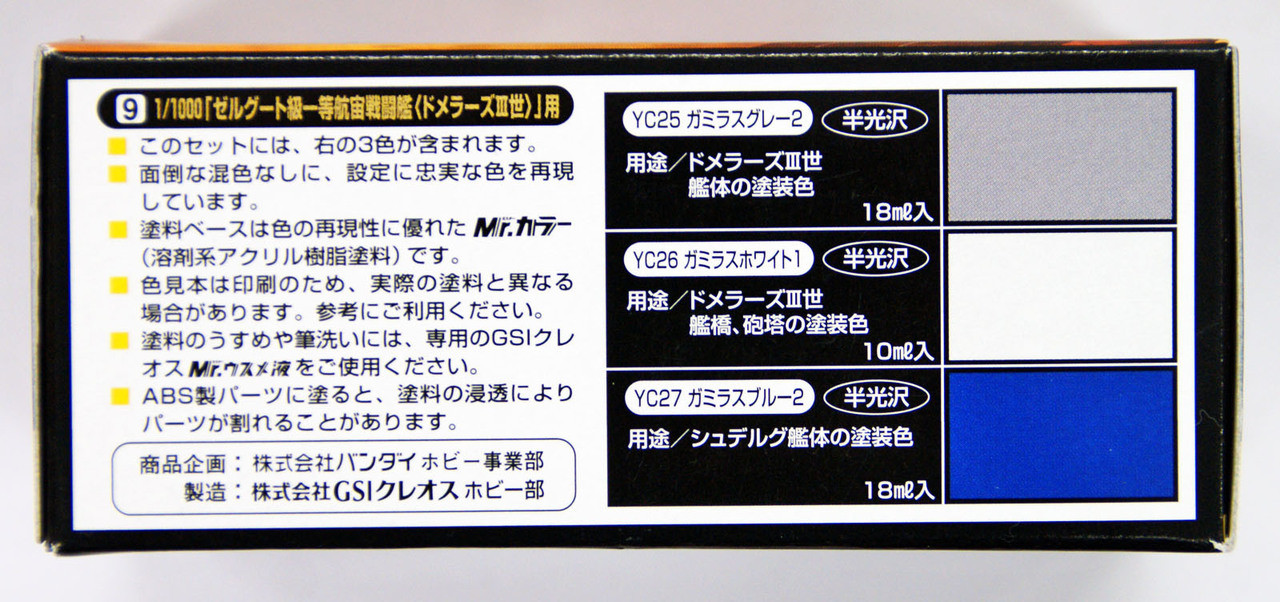 9 1/1000「ゼルグート級一等航宙戦闘艦〈ドメラーズⅢ世〉」用
このセットには、右の3色が含まれます。
面倒な混色なしに、設定に忠実な色を再現
しています。
塗料ベースは色の再現性に優れた Mr.カラー
(溶剤系アクリル樹脂塗料)です。
色見本は印刷のため、実際の塗料と異なる
場合があります。参考にご利用ください。
塗料のうすめや筆洗いには、専用のGSIクレ
オス Mr.ウスメ液をご使用ください。
ABS製パーツに塗ると、塗料の浸透により
パーツが割れることがあります。
商品企画：株式会社バンダイ ホビー事業部
製造：株式会社GSIクレオス ホビー部
YC25 ガミラスグレー2 半光沢
用途／ドメラーズⅢ世
艦体の塗装色
18㎖入
YC26 ガミラスホワイト1 半光沢
用途／ドメラーズⅢ世
艦橋、砲塔の塗装色
10㎖入
YC27 ガミラスブルー2 半光沢
用途／シュデルグ艦体の塗装色
18㎖入